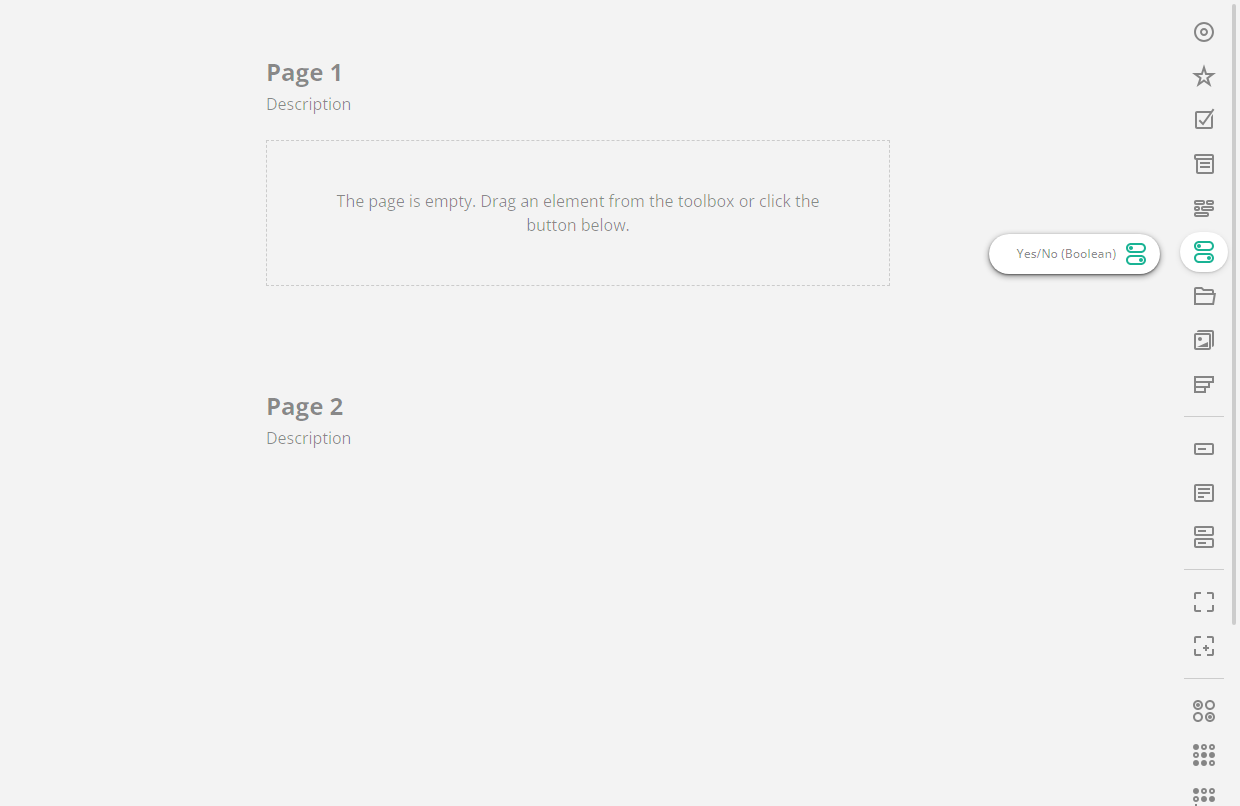 Page 1
Description
The page is empty. Drag an element from the toolbox or click the
button below.
Yes/No (Boolean)
Page 2
Description